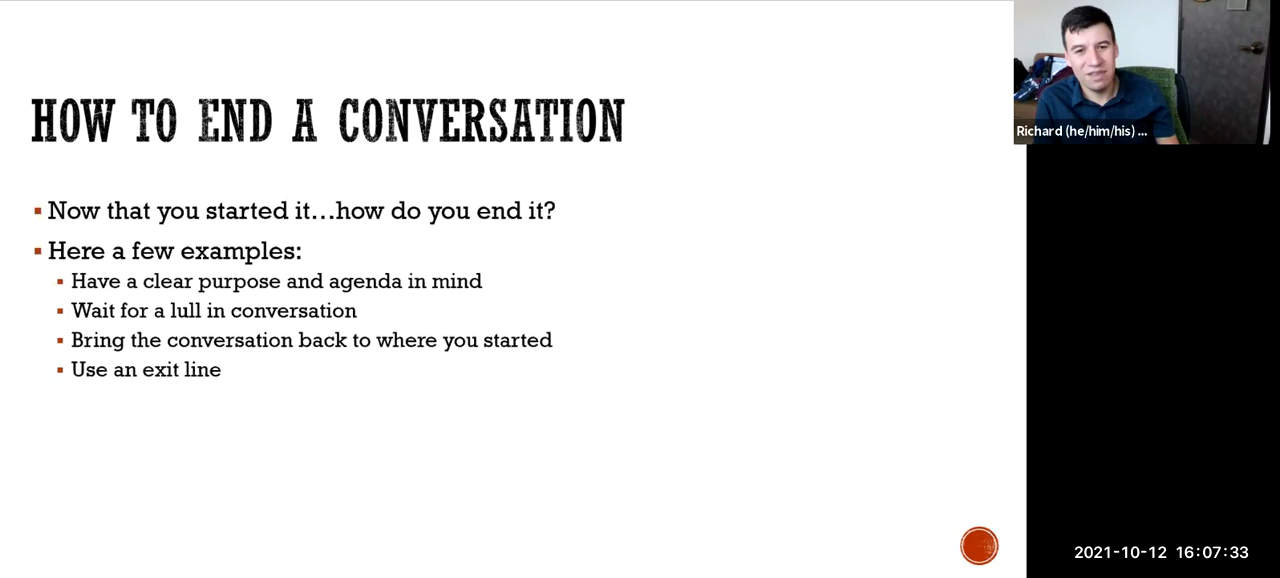 HOW TO END A CONVERSATION
Now that you started it...how do you end it?
Here a few examples:
Have a clear purpose and agenda in mind
Wait for a lull in conversation
Bring the conversation back to where you started
Use an exit line
Richard (he/him/his) ...
2021-10-12 16:07:33